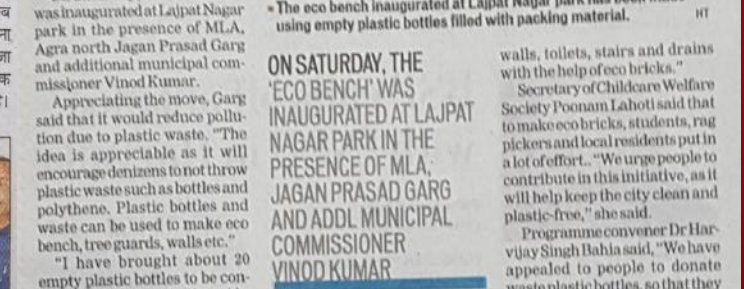 ब
ना
जा
क
है।
was inaugurated at Lajpat Nagar
park in the presence of MLA,
Agra north Jagan Prasad Garg
and additional municipal com-
missioner Vinod Kumar.
Appreciating the move, Garg
said that it would reduce pollu-
tion due to plastic waste. "The
idea is appreciable as it will
encourage denizens to not throw
plastic waste such as bottles and
polythene. Plastic bottles and
waste can be used to make eco
bench, tree guards, walls etc."
"I have brought about 20
empty plastic bottles to be con-
The eco bench inaugurated at Lajpat Nagar park has been made
using empty plastic bottles filled with packing material. HT
ON SATURDAY, THE
'ECO BENCH' WAS
INAUGURATED AT LAJPAT
NAGAR PARK IN THE
PRESENCE OF MLA,
JAGAN PRASAD GARG
AND ADDL MUNICIPAL
COMMISSIONER
VINOD KUMAR
walls, toilets, stairs and drains
with the help of eco bricks."
Secretary of Childcare Welfare
Society Poonam Lahoti said that
to make eco bricks, students, rag
pickers and local residents put in
a lot of effort.. "We urge people to
contribute in this initiative, as it
will help keep the city clean and
plastic-free," she said.
Programme convener Dr Har-
vijay Singh Bahia said, "We have
appealed to people to donate
waste plastic bottles, so that they